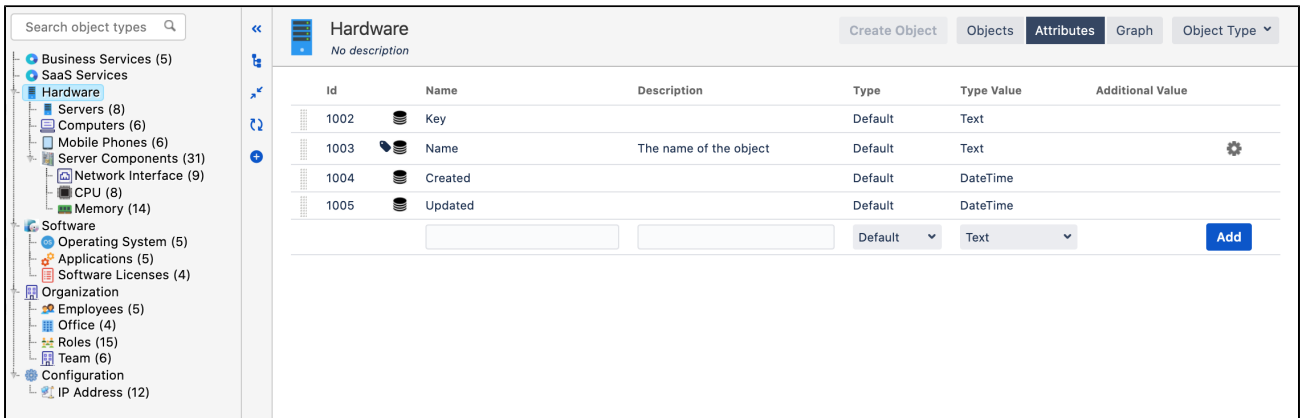 Search object types
Business Services (5)
SaaS Services
Hardware
Servers (8)
Computers (6)
Mobile Phones (6)
Server Components (31)
Network Interface (9)
CPU (8)
Memory (14)
Software
OS Operating System (5)
Applications (5)
Software Licenses (4)
Organization
Employees (5)
Office (4)
Roles (15)
Team (6)
Configuration
IP Address (12)
Hardware
No description
Create Object Objects Attributes Graph Object Type
Id Name Description Type Type Value Additional Value
1002 Key Default Text
1003 Name The name of the object Default Text
1004 Created Default DateTime
1005 Updated Default DateTime
Default Text Add